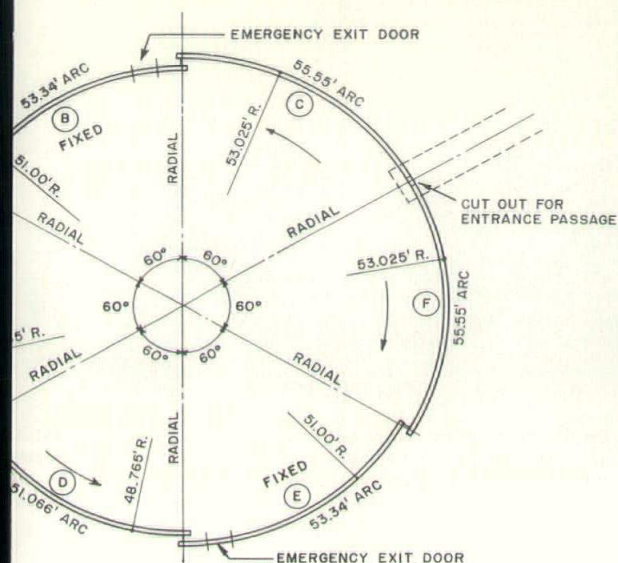 EMERGENCY EXIT DOOR
53.34' ARC
B
FIXED
51.00' R.
RADIAL
RADIAL
55.55' ARC
C
53.025' R.
RADIAL
CUT OUT FOR
ENTRANCE PASSAGE
60°
60°
60°
60°
60°
60°
53.025' R.
F
55.55' ARC
5' R.
RADIAL
RADIAL
RADIAL
51.00' R.
FIXED
E
53.34' ARC
48.765' R.
D
51.066' ARC
EMERGENCY EXIT DOOR